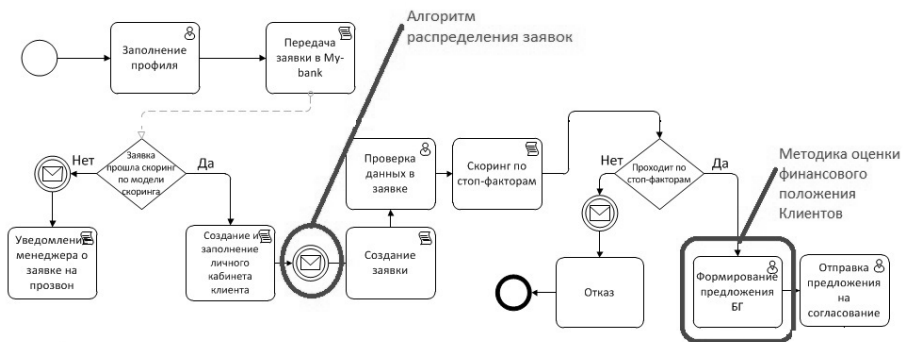 Алгоритм
распределения заявок
Заполнение
профиля
Передача
заявки в My-
bank
Заявка
прошла скоринг
по модели
скоринга
Нет
Да
Уведомление
менеджера о
заявке на
прозвон
Создание и
заполнение
личного
кабинета
клиента
Создание
заявки
Проверка
данных в
заявке
Скоринг по
стоп-факторам
Проходит по
стоп-факторам
Нет
Да
Отказ
Методика оценки
финансового
положения
Клиентов
Формирование
предложения
БГ
Отправка
предложения
на
согласование